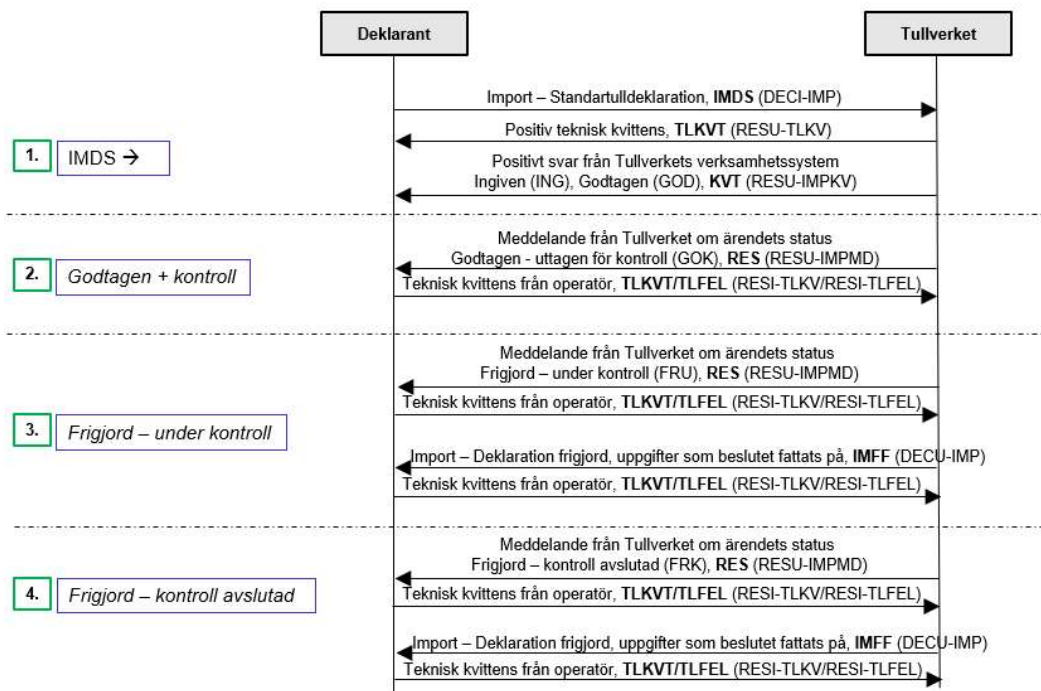 Deklarant
Tullverket
Import – Standartulldeklaration, IMDS (DECI-IMP)
Positiv teknisk kvittens, TLKVT (RESU-TLKV)
1.
IMDS →
Positivt svar från Tullverkets verksamhetssystem
Ingiven (ING), Godtagen (GOD), KVT (RESU-IMPKV)
Meddelande från Tullverket om ärendets status
Godtagen - uttagen för kontroll (GOK), RES (RESU-IMPMD)
2.
Godtagen + kontroll
Teknisk kvittens från operatör, TLKVT/TLFEL (RESI-TLKV/RESI-TLFEL)
Meddelande från Tullverket om ärendets status
Frigjord – under kontroll (FRU), RES (RESU-IMPMD)
Teknisk kvittens från operatör, TLKVT/TLFEL (RESI-TLKV/RESI-TLFEL)
3.
Frigjord – under kontroll
Import – Deklaration frigjord, uppgifter som beslutet fattats på, IMFF (DECU-IMP)
Teknisk kvittens från operatör, TLKVT/TLFEL (RESI-TLKV/RESI-TLFEL)
Meddelande från Tullverket om ärendets status
Frigjord – kontroll avslutad (FRK), RES (RESU-IMPMD)
4.
Frigjord – kontroll avslutad
Teknisk kvittens från operatör, TLKVT/TLFEL (RESI-TLKV/RESI-TLFEL)
Import – Deklaration frigjord, uppgifter som beslutet fattats på, IMFF (DECU-IMP)
Teknisk kvittens från operatör, TLKVT/TLFEL (RESI-TLKV/RESI-TLFEL)